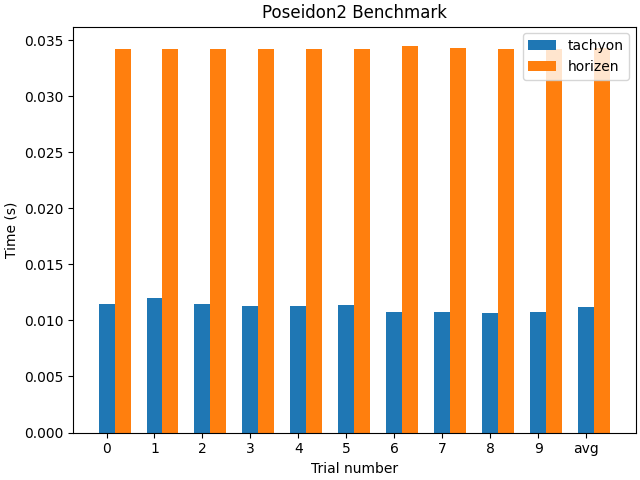 Poseidon2 Benchmark
tachyon
horizen
Time (s)
0.035
0.030
0.025
0.020
0.015
0.010
0.005
0.000
0 1 2 3 4 5 6 7 8 9 avg
Trial number